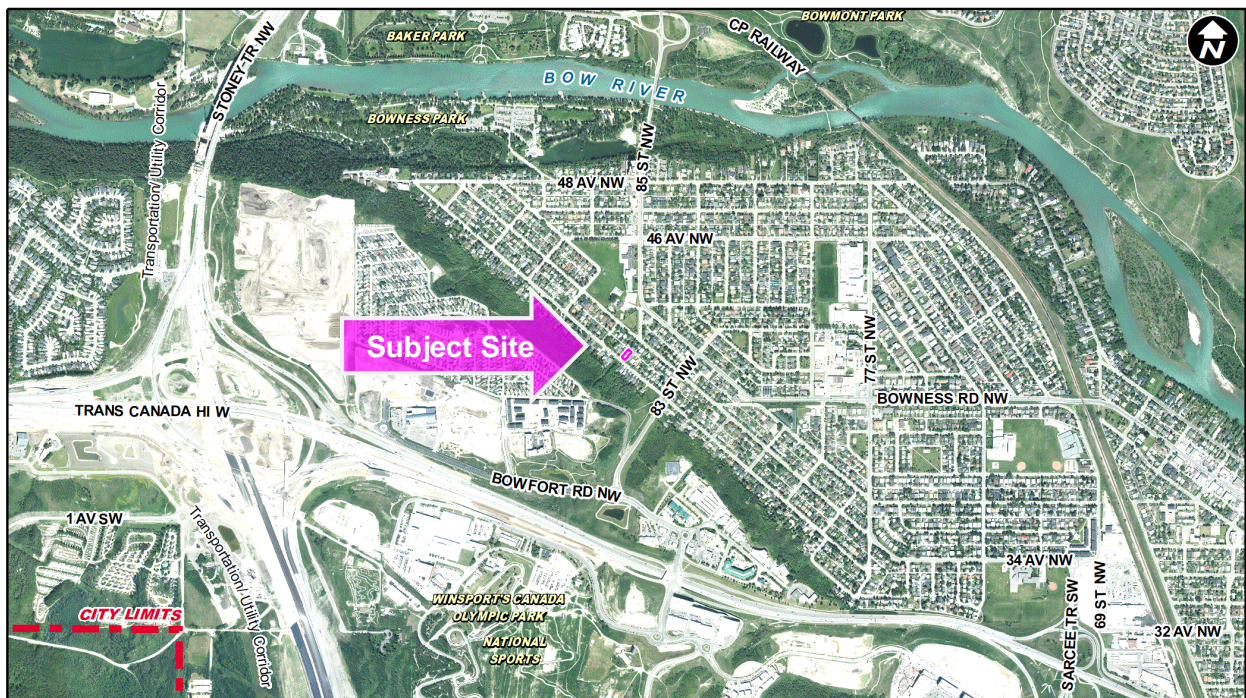 BOWMONT PARK
BAKER PARK
CP RAILWAY
N
STONEY TR NW
BOW RIVER
Transportation/ Utility Corridor
BOWNESS PARK
85 ST NW
48 AV NW
46 AV NW
Subject Site
77 ST NW
83 ST NW
BOWNESS RD NW
TRANS CANADA HI W
BOWFORT RD NW
1 AV SW
Transportation/ Utility Corridor
34 AV NW
CITY LIMITS
WINSPORT'S CANADA
OLYMPIC PARK
NATIONAL
SPORTS
SARCEE TR SW
69 ST NW
32 AV NW